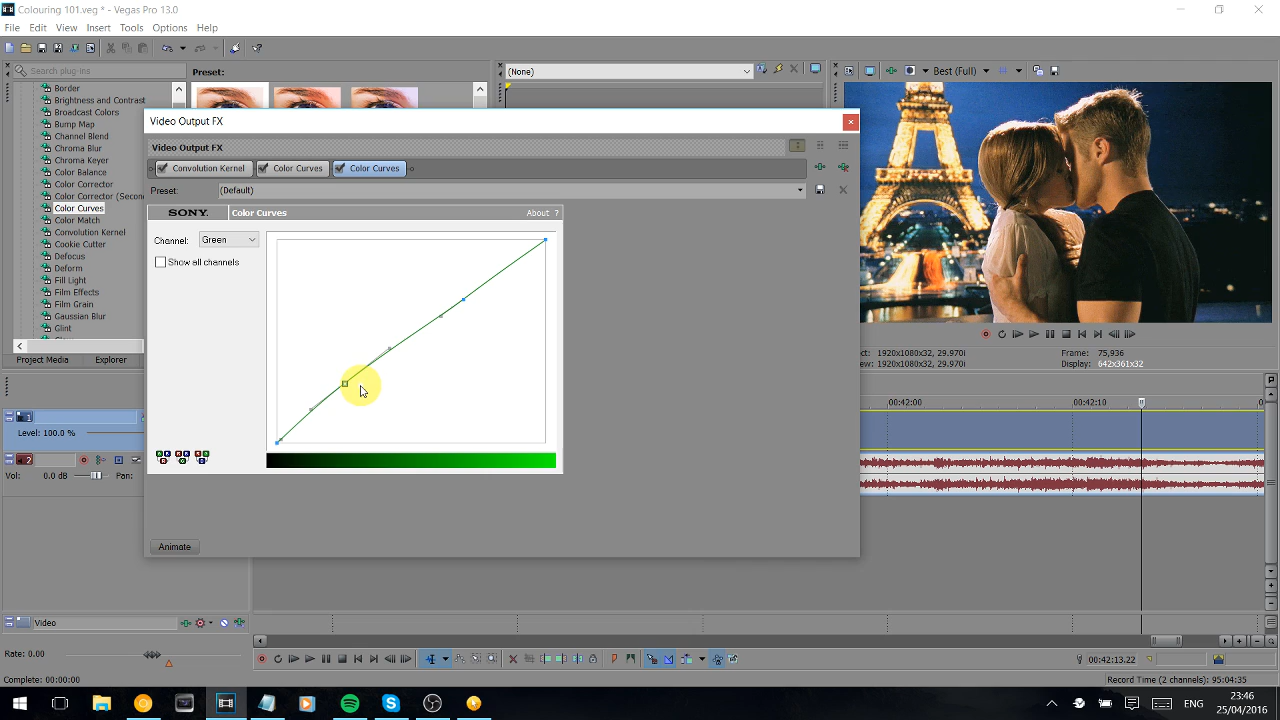 Colouring 101.veg * - Vegas Pro 13.0
File Edit View Insert Tools Options Help
Search plug-ins
Preset:
(None)
Best (Full)
Border
Brightness and Contrast
Broadcast Colors
Bump Map
Channel Blend
Chroma Blur
Chroma Keyer
Color Balance
Color Corrector
Color Corrector (Secon
Color Curves
Color Match
Convolution Kernel
Cookie Cutter
Defocus
Deform
Fill Light
Film Effects
Film Grain
Gaussian Blur
Glint
Project Media Explorer
Video Output FX
Video Output FX
Convolution Kernel Color Curves Color Curves
Preset: (Default)
SONY. Color Curves About ?
Channel: Green
Show all channels
Animate
ct: 1920x1080x32, 29.970i Frame: 75,936
ew: 1920x1080x32, 29.970i Display: 642x361x32
00:42:00 00:42:10
1
Level: 100.0 %
2
Vol: 0.0 dB Pan:
Video
Rate: 0.00
00:42:13.22
Complete: 00:00:00
Record Time (2 channels): 95:04:35
ENG
23:46
25/04/2016